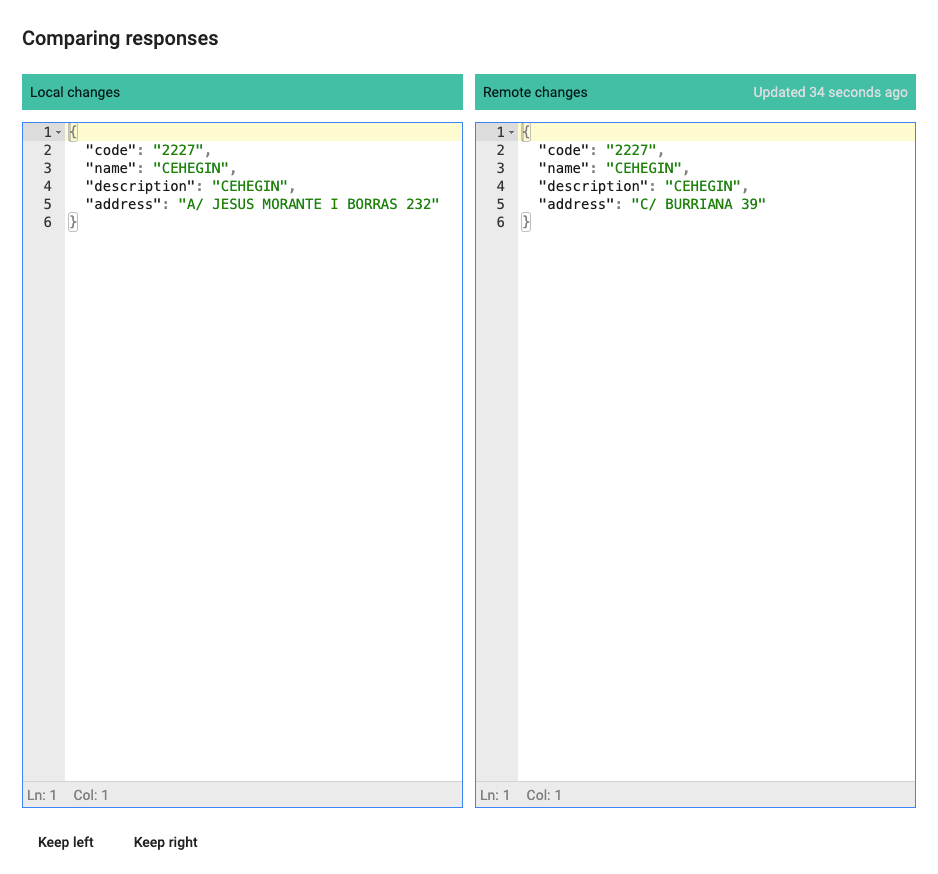 Comparing responses
Local changes
1 {
2 "code": "2227",
3 "name": "CEHEGIN",
4 "description": "CEHEGIN",
5 "address": "A/ JESUS MORANTE I BORRAS 232"
6 }
Ln: 1 Col: 1
Remote changes Updated 34 seconds ago
1 {
2 "code": "2227",
3 "name": "CEHEGIN",
4 "description": "CEHEGIN",
5 "address": "C/ BURRIANA 39"
6 }
Ln: 1 Col: 1
Keep left Keep right